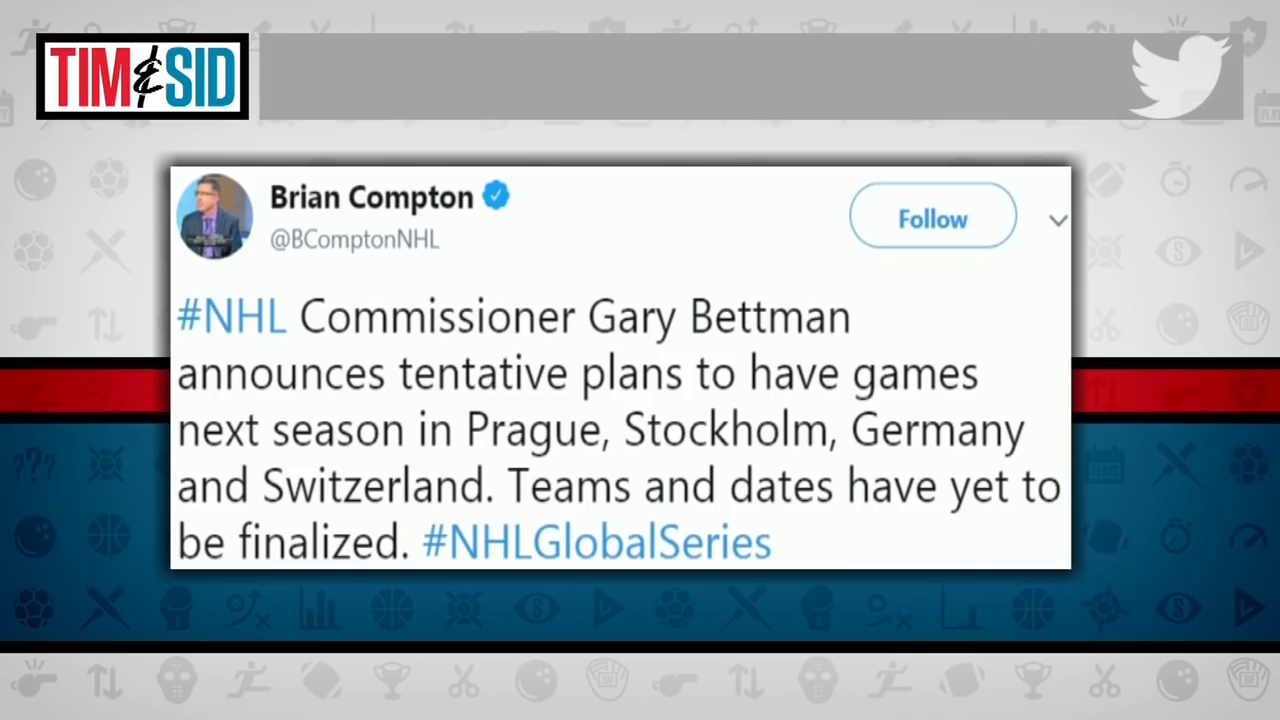 TIM & SID
Brian Compton
@BComptonNHL
Follow
#NHL Commissioner Gary Bettman
announces tentative plans to have games
next season in Prague, Stockholm, Germany
and Switzerland. Teams and dates have yet to
be finalized. #NHLGlobalSeries
???